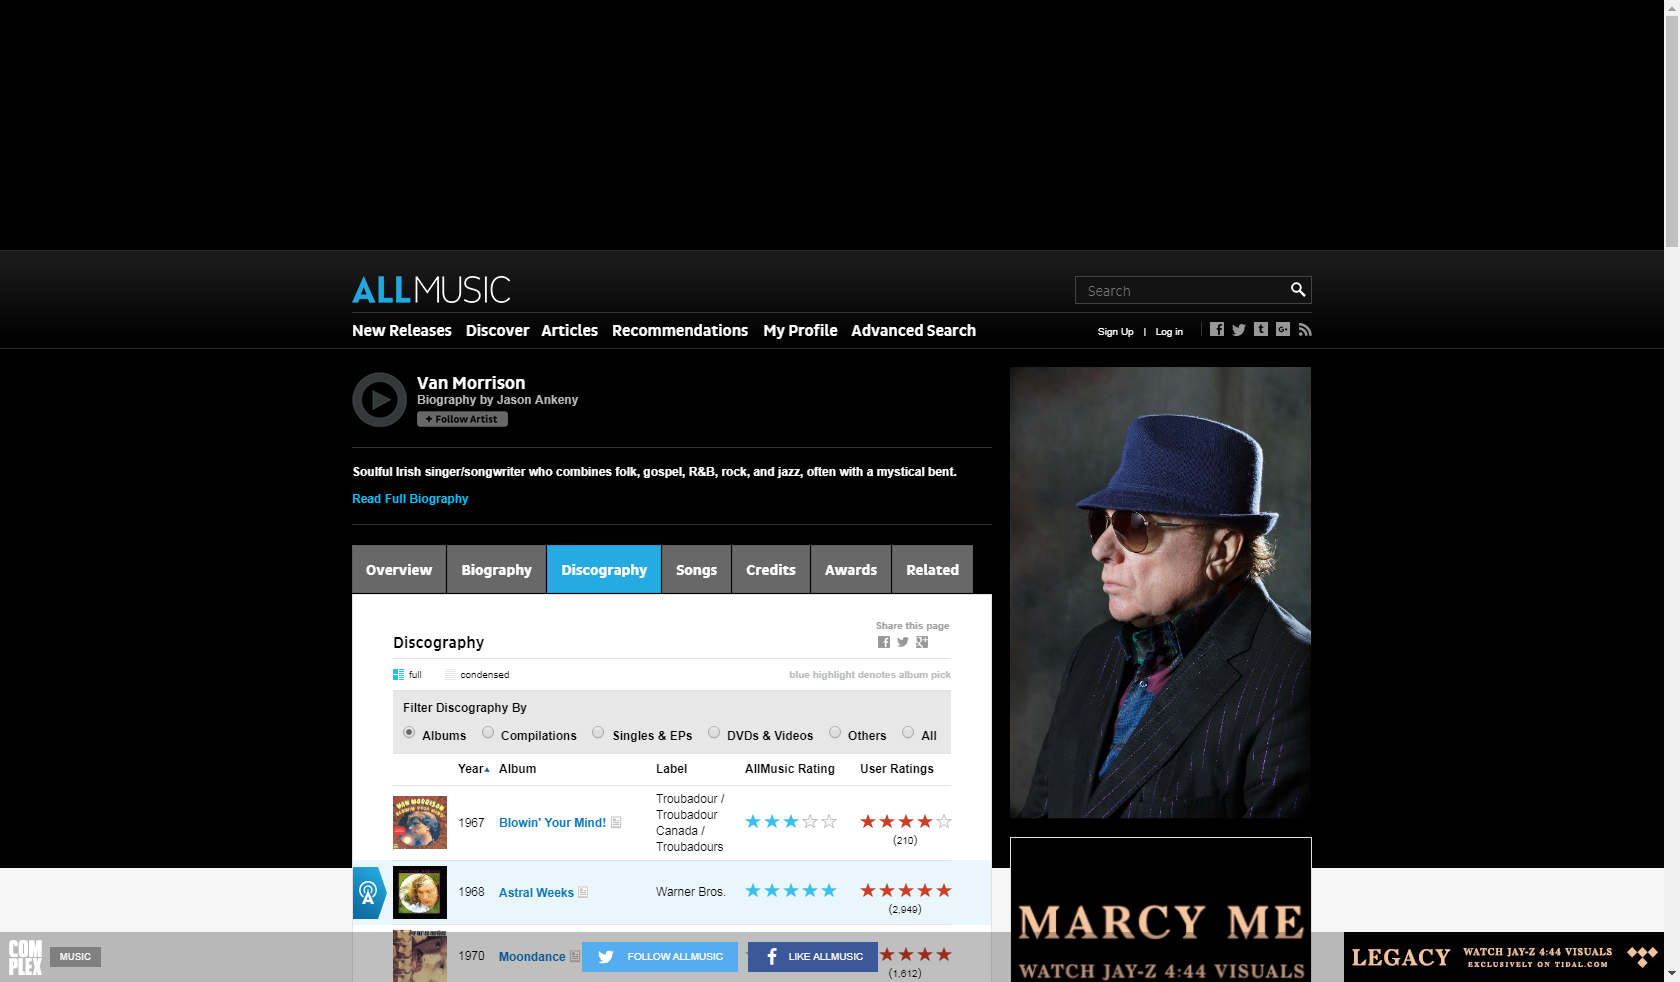 ALLMUSIC
Search
New Releases Discover Articles Recommendations My Profile Advanced Search
Sign Up | Log in
Van Morrison
Biography by Jason Ankeny
+ Follow Artist
Soulful Irish singer/songwriter who combines folk, gospel, R&B, rock, and jazz, often with a mystical bent.
Read Full Biography
Overview Biography Discography Songs Credits Awards Related
Share this page
Discography
full condensed blue highlight denotes album pick
Filter Discography By
Albums Compilations Singles & EPs DVDs & Videos Others All
Year Album Label AllMusic Rating User Ratings
VAN MORRISON
BLOWIN' YOUR MIND!
1967 Blowin' Your Mind!
Troubadour /
Troubadour
Canada /
Troubadours
(210)
1968 Astral Weeks Warner Bros.
(2,949)
1970 Moondance
(1,612)
MARCY ME
WATCH JAY-Z 4:44 VISUALS
COMPLEX
MUSIC
FOLLOW ALLMUSIC
LIKE ALLMUSIC
LEGACY
WATCH JAY-Z 4:44 VISUALS
EXCLUSIVELY ON TIDAL.COM